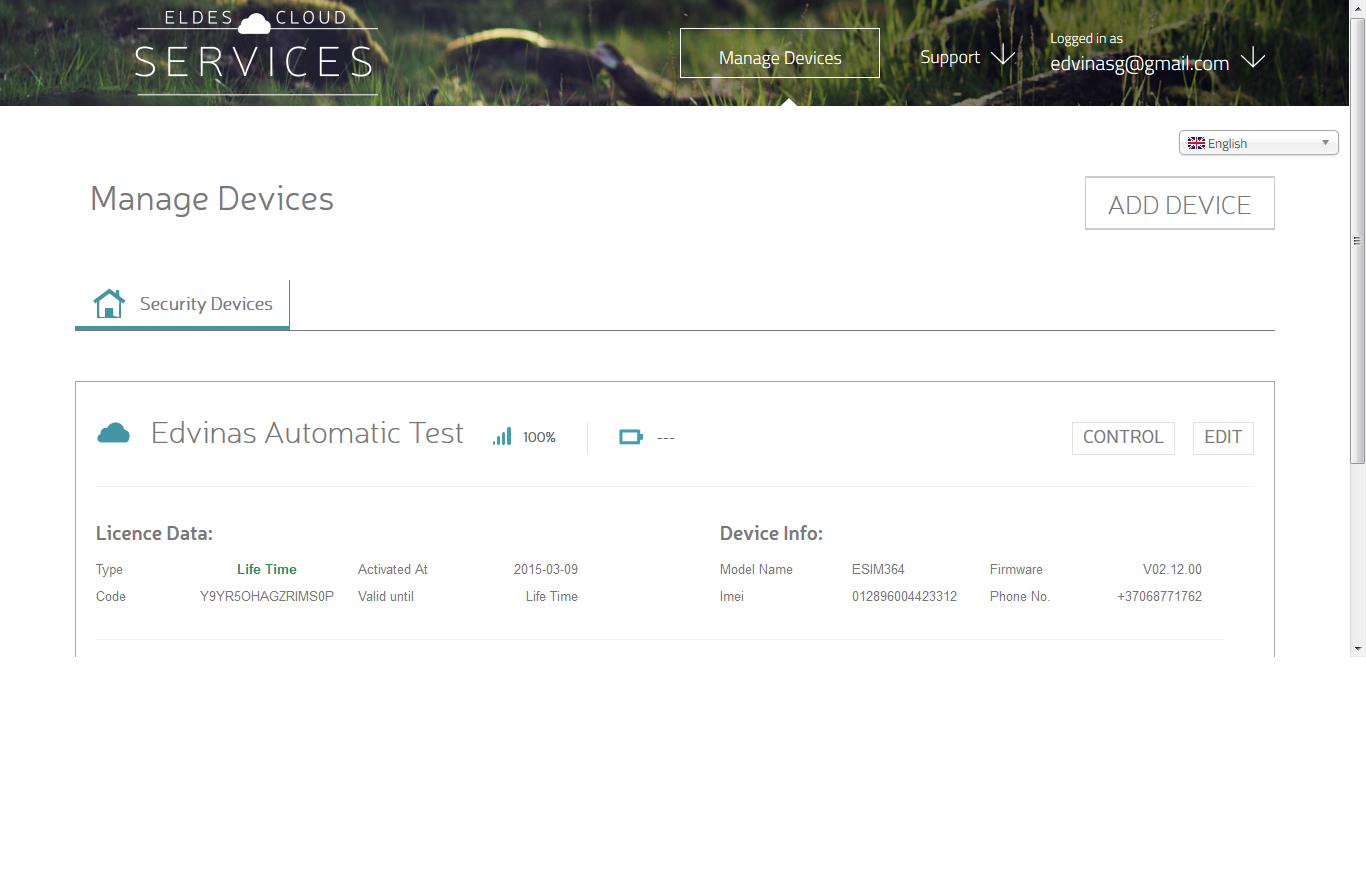 ELDES CLOUD
SERVICES
Manage Devices
Support
Logged in as
edvinasg@gmail.com
English
Manage Devices
ADD DEVICE
Security Devices
Edvinas Automatic Test 100% ---
CONTROL EDIT
Licence Data: Device Info:
Type Life Time Activated At 2015-03-09 Model Name ESIM364 Firmware V02.12.00
Code Y9YR5OHAGZRIMS0P Valid until Life Time Imei 012896004423312 Phone No. +37068771762